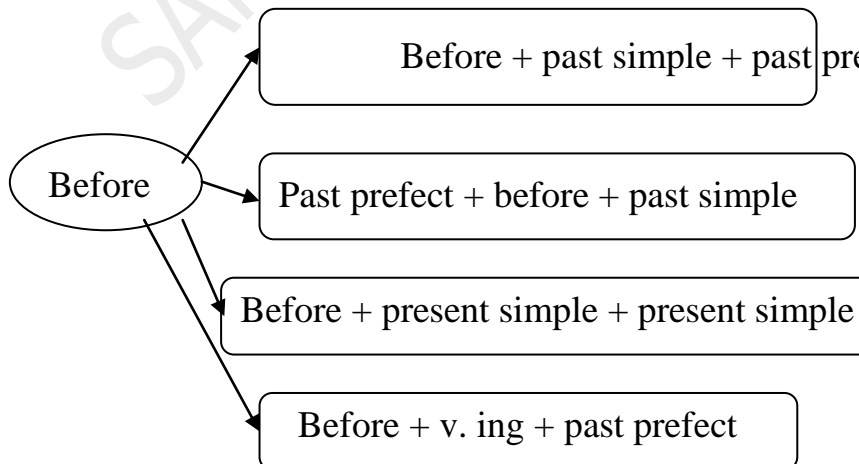 Before + past simple + past pre
Before
Past prefect + before + past simple
Before + present simple + present simple
Before + v. ing + past prefect